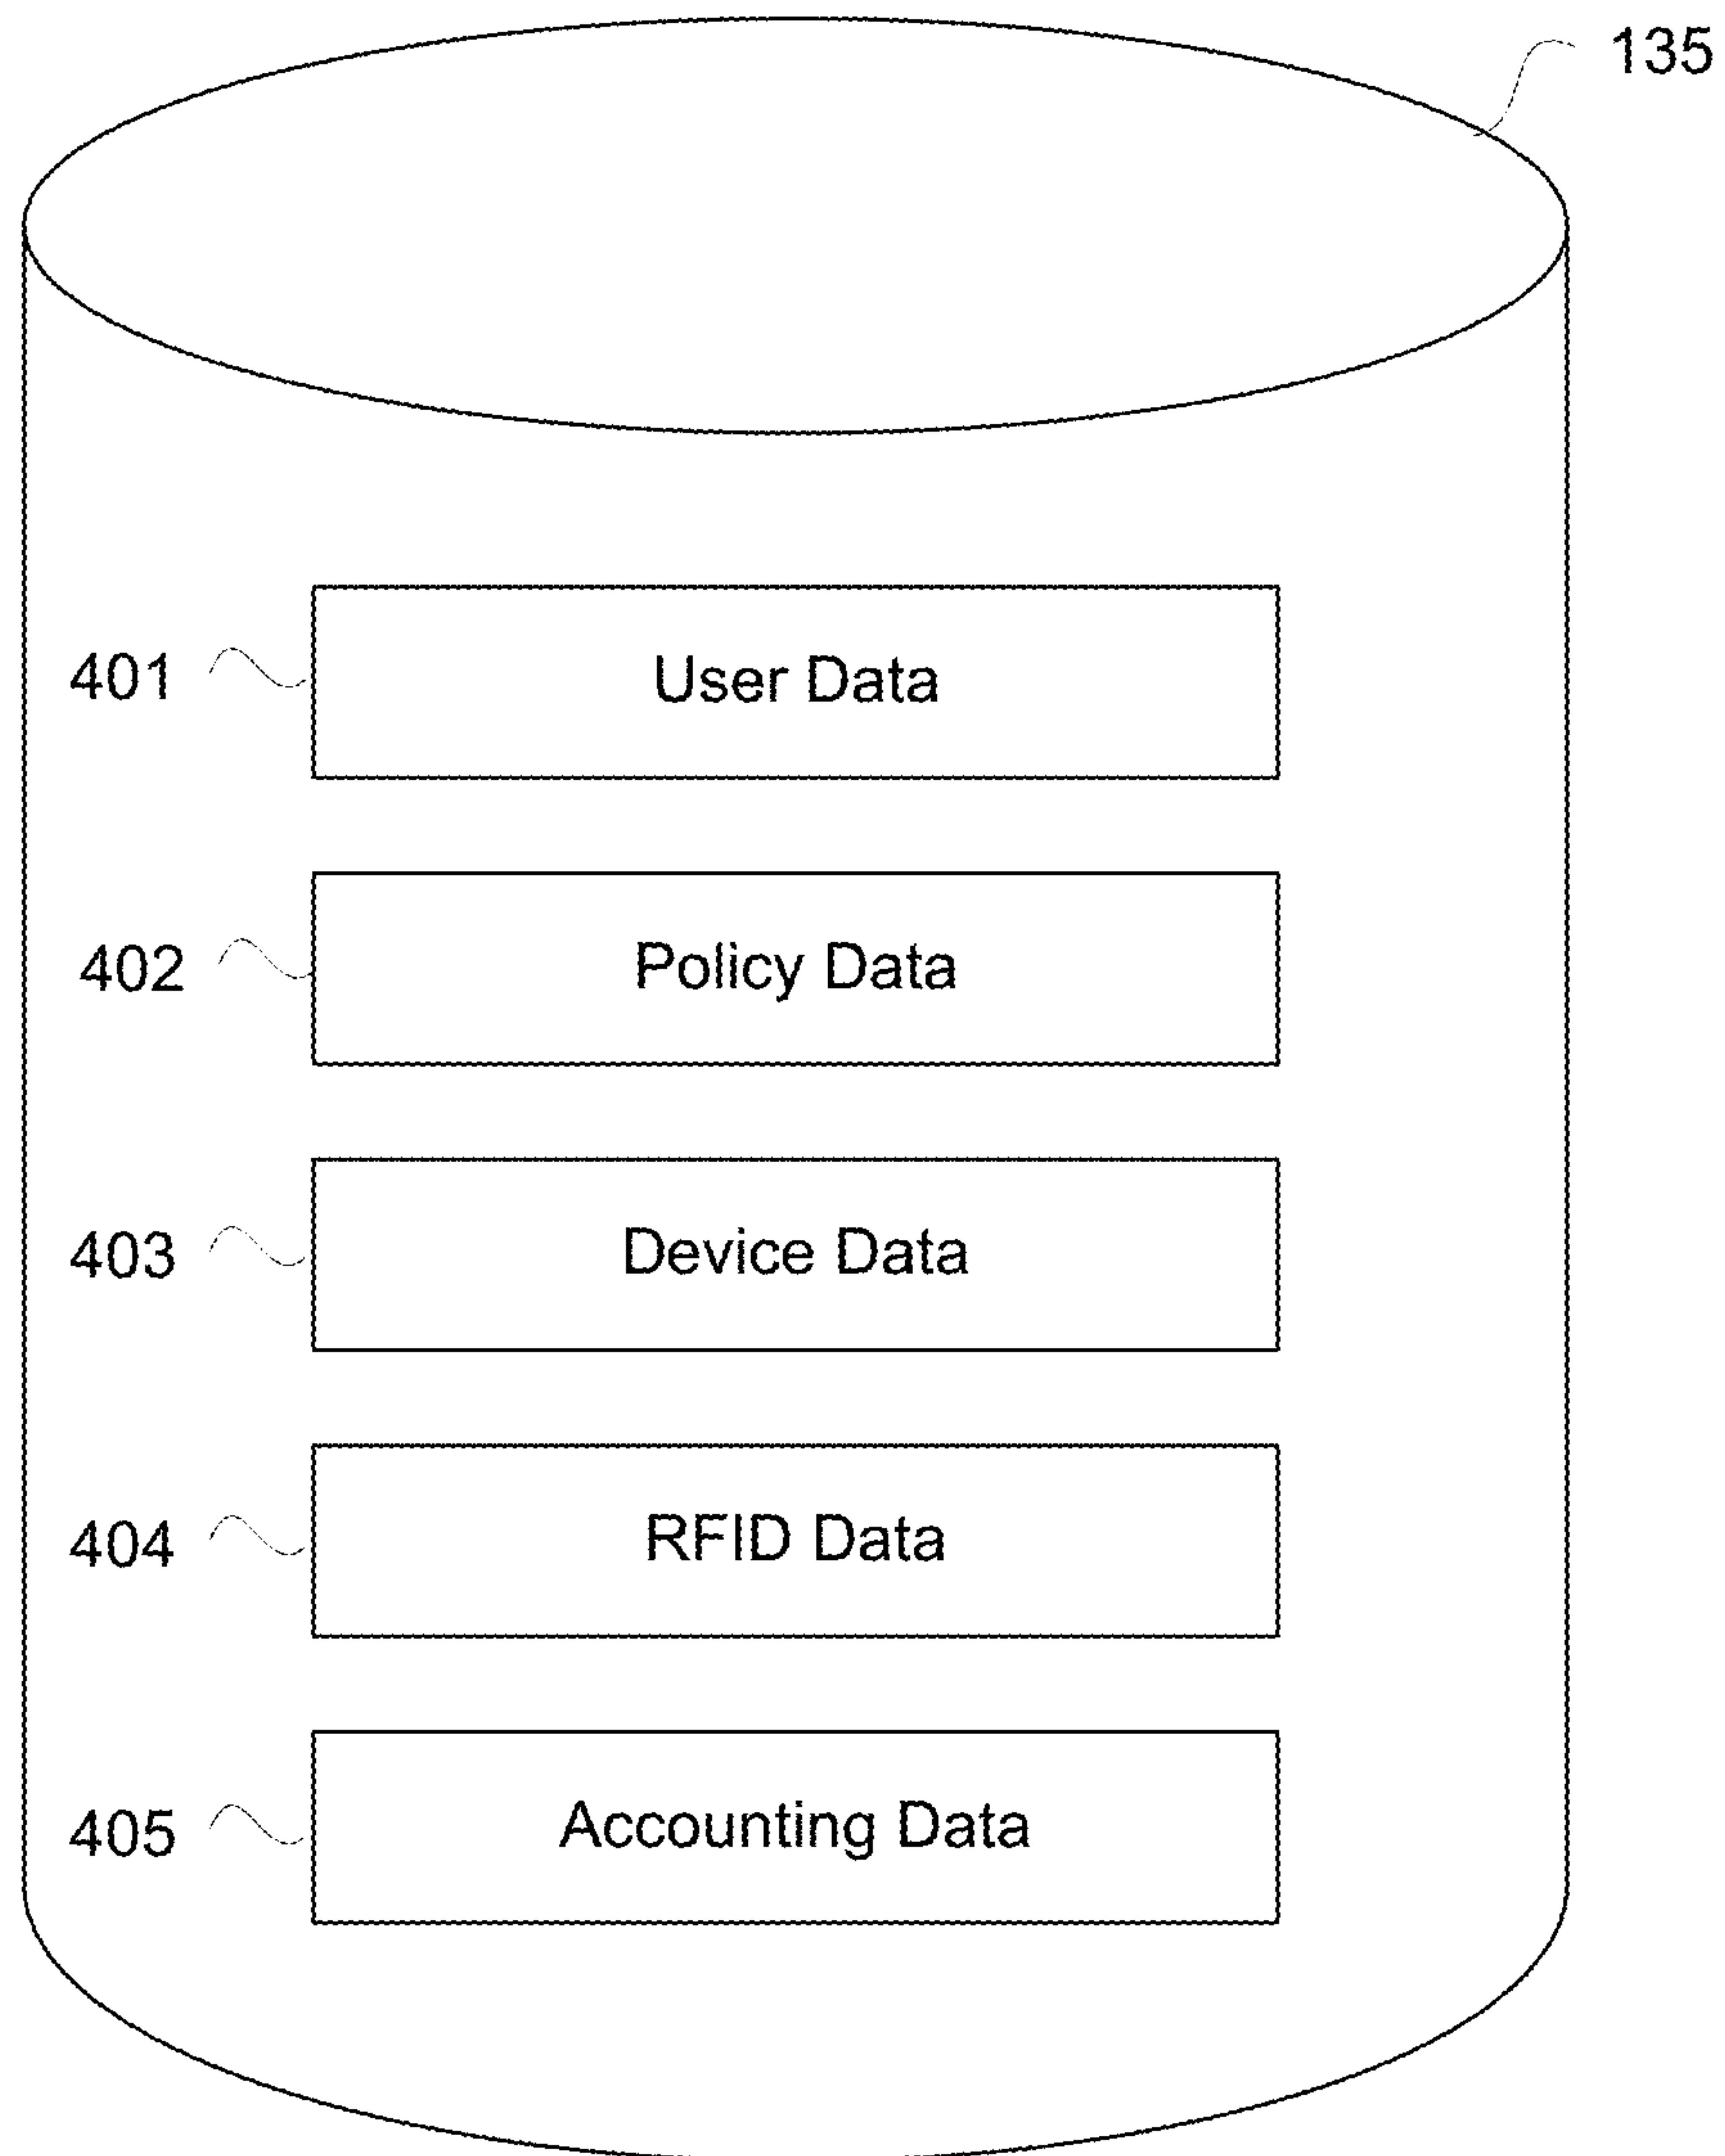 135
401 User Data
402 Policy Data
403 Device Data
404 RFID Data
405 Accounting Data